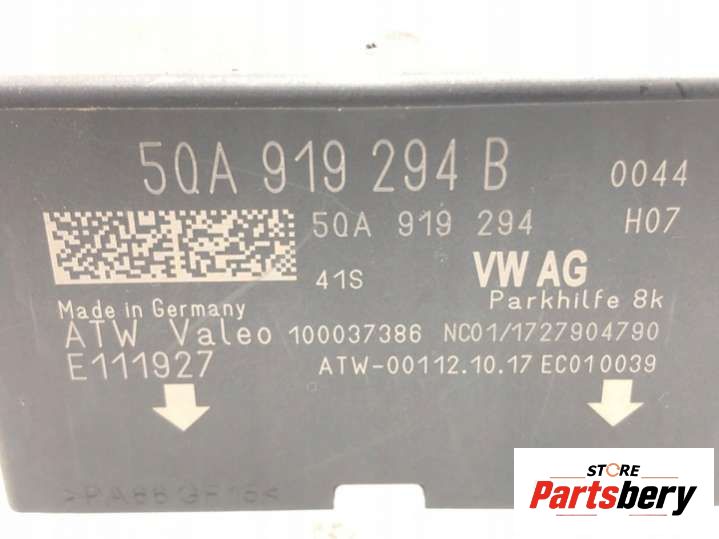 5QA 919 294 B 0044
5QA 919 294 H07
41S VW AG
Parkhilfe 8k
Made in Germany
ATW Valeo 100037386 NC01/1727904790
E111927 ATW-00112.10.17 EC010039
>PA66GF15<
STORE
Partsbery